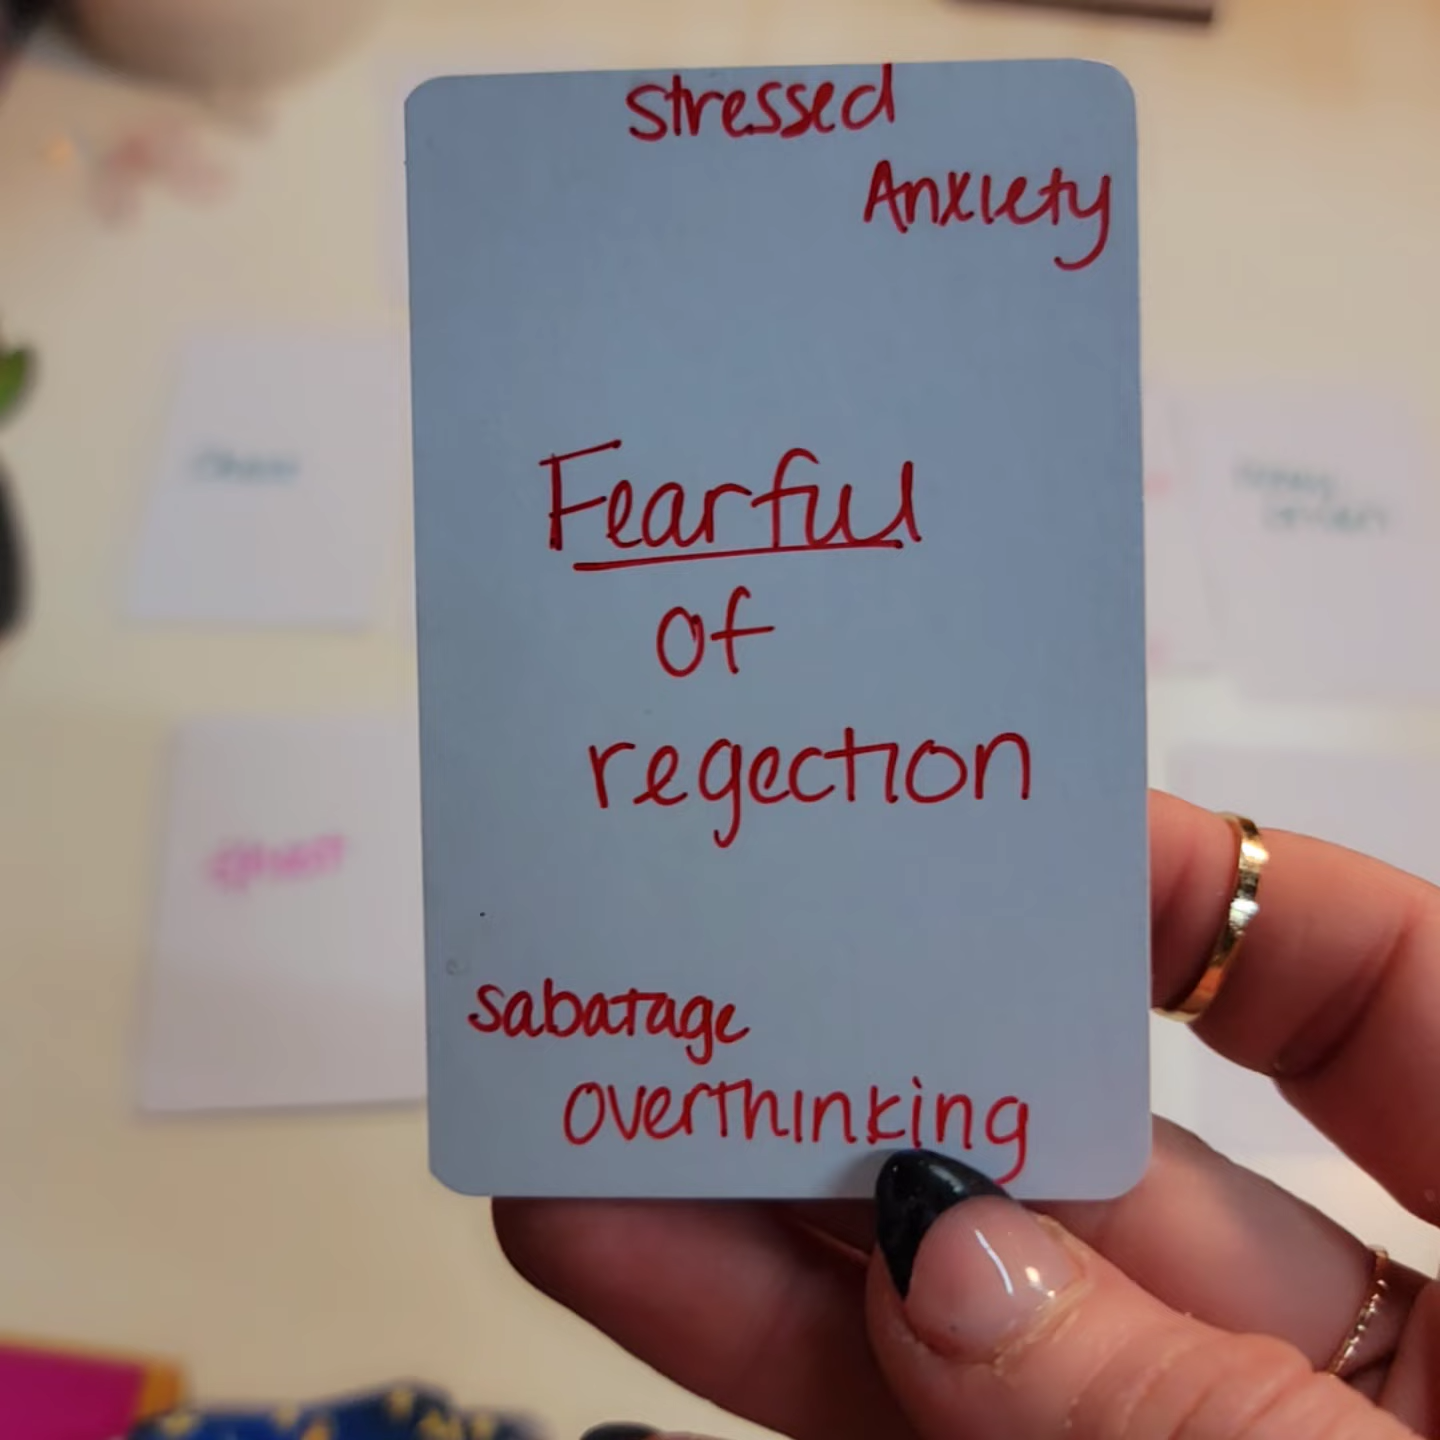 stressed
Anxiety
Fearful
of
regection
sabatage
overthinking